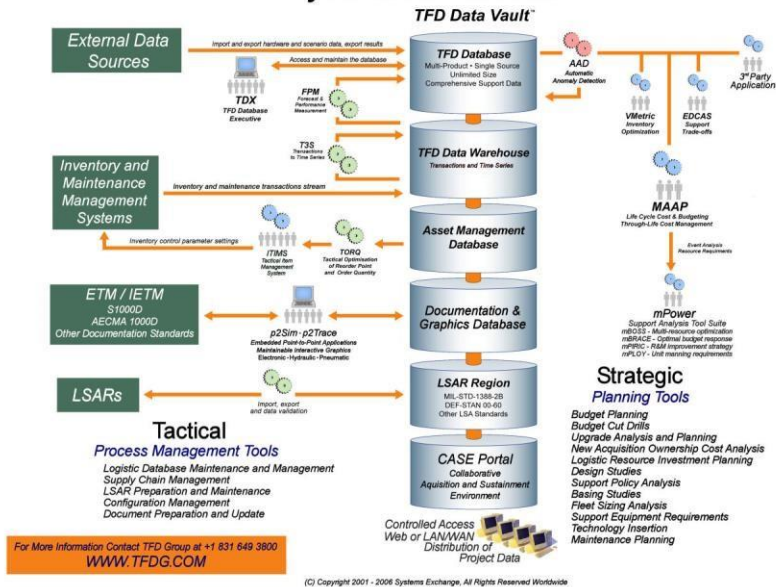 TFD Data Vault™
External Data
Sources
Import and export hardware and scenario data, export results
Access and maintain the database
TDX
TFD Database
Executive
FPM
Forecast &
Performance
Measurement
TFD Database
Multi-Product • Single Source
Unlimited Size
Comprehensive Support Data
AAD
Automatic
Anomaly Detection
VMetric
Inventory
Optimization
EDCAS
Support
Trade-offs
3rd Party
Application
T3S
Transactions
to Time Series
TFD Data Warehouse
Transactions and Time Series
Inventory and
Maintenance
Management
Systems
Inventory and maintenance transactions stream
MAAP
Life Cycle Cost & Budgeting
Through-Life Cost Management
Inventory control parameter settings
ITIMS
Tactical Item
Management
System
TORQ
Tactical Optimisation
of Reorder Point
and Order Quantity
Asset Management
Database
Event Analysis
Resource Requirments
mPower
Support Analysis Tool Suite
mBOSS - Multi-resource optimization
mBRACE - Optimal budget response
mPIRIC - R&M improvement strategy
mPLOY - Unit manning requirements
ETM / IETM
S1000D
AECMA 1000D
Other Documentation Standards
p2Sim-p2Trace
Embedded Point-to-Point Applications
Maintainable Interactive Graphics
Electronic-Hydraulic-Pneumatic
Documentation &
Graphics Database
LSARs
Import, export
and data validation
LSAR Region
MIL-STD-1388-2B
DEF-STAN 00-60
Other LSA Standards
Tactical
Process Management Tools
Logistic Database Maintenance and Management
Supply Chain Management
LSAR Preparation and Maintenance
Configuration Management
Document Preparation and Update
CASE Portal
Collaborative
Aquisition and Sustainment
Environment
Strategic
Planning Tools
Budget Planning
Budget Cut Drills
Upgrade Analysis and Planning
New Acquisition Ownership Cost Analysis
Logistic Resource Investment Planning
Design Studies
Support Policy Analysis
Basing Studies
Fleet Sizing Analysis
Support Equipment Requirements
Technology Insertion
Maintenance Planning
Controlled Access
Web or LAN/WAN
Distribution of
Project Data
For More Information Contact TFD Group at +1 831 649 3800
WWW.TFDG.COM
(C) Copyright 2001 - 2006 Systems Exchange, All Rights Reserved Worldwide